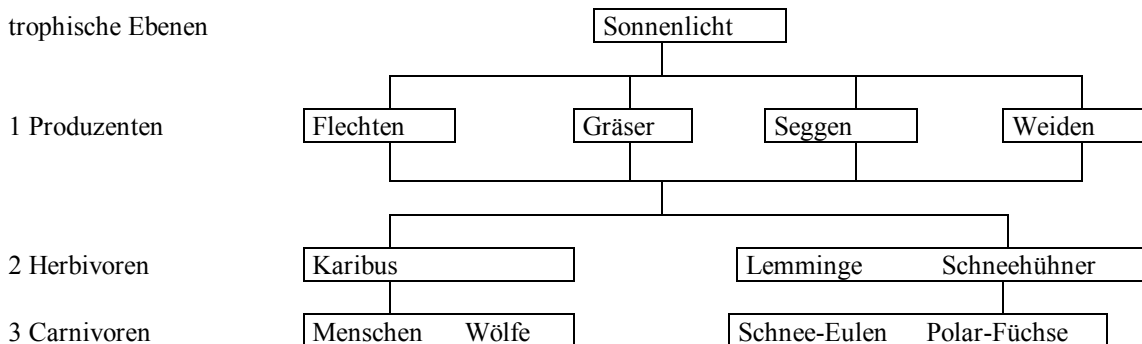 trophische Ebenen Sonnenlicht
1 Produzenten Flechten Gräser Seggen Weiden
2 Herbivoren Karibus Lemminge Schneehühner
3 Carnivoren Menschen Wölfe Schnee-Eulen Polar-Füchse